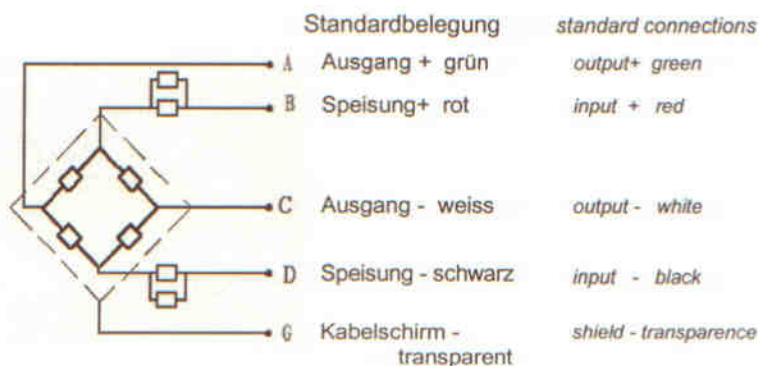 Standardbelegung standard connections
A Ausgang + grün output+ green
B Speisung+ rot input + red
C Ausgang - weiss output - white
D Speisung - schwarz input - black
G Kabelschirm - shield - transparence
transparent